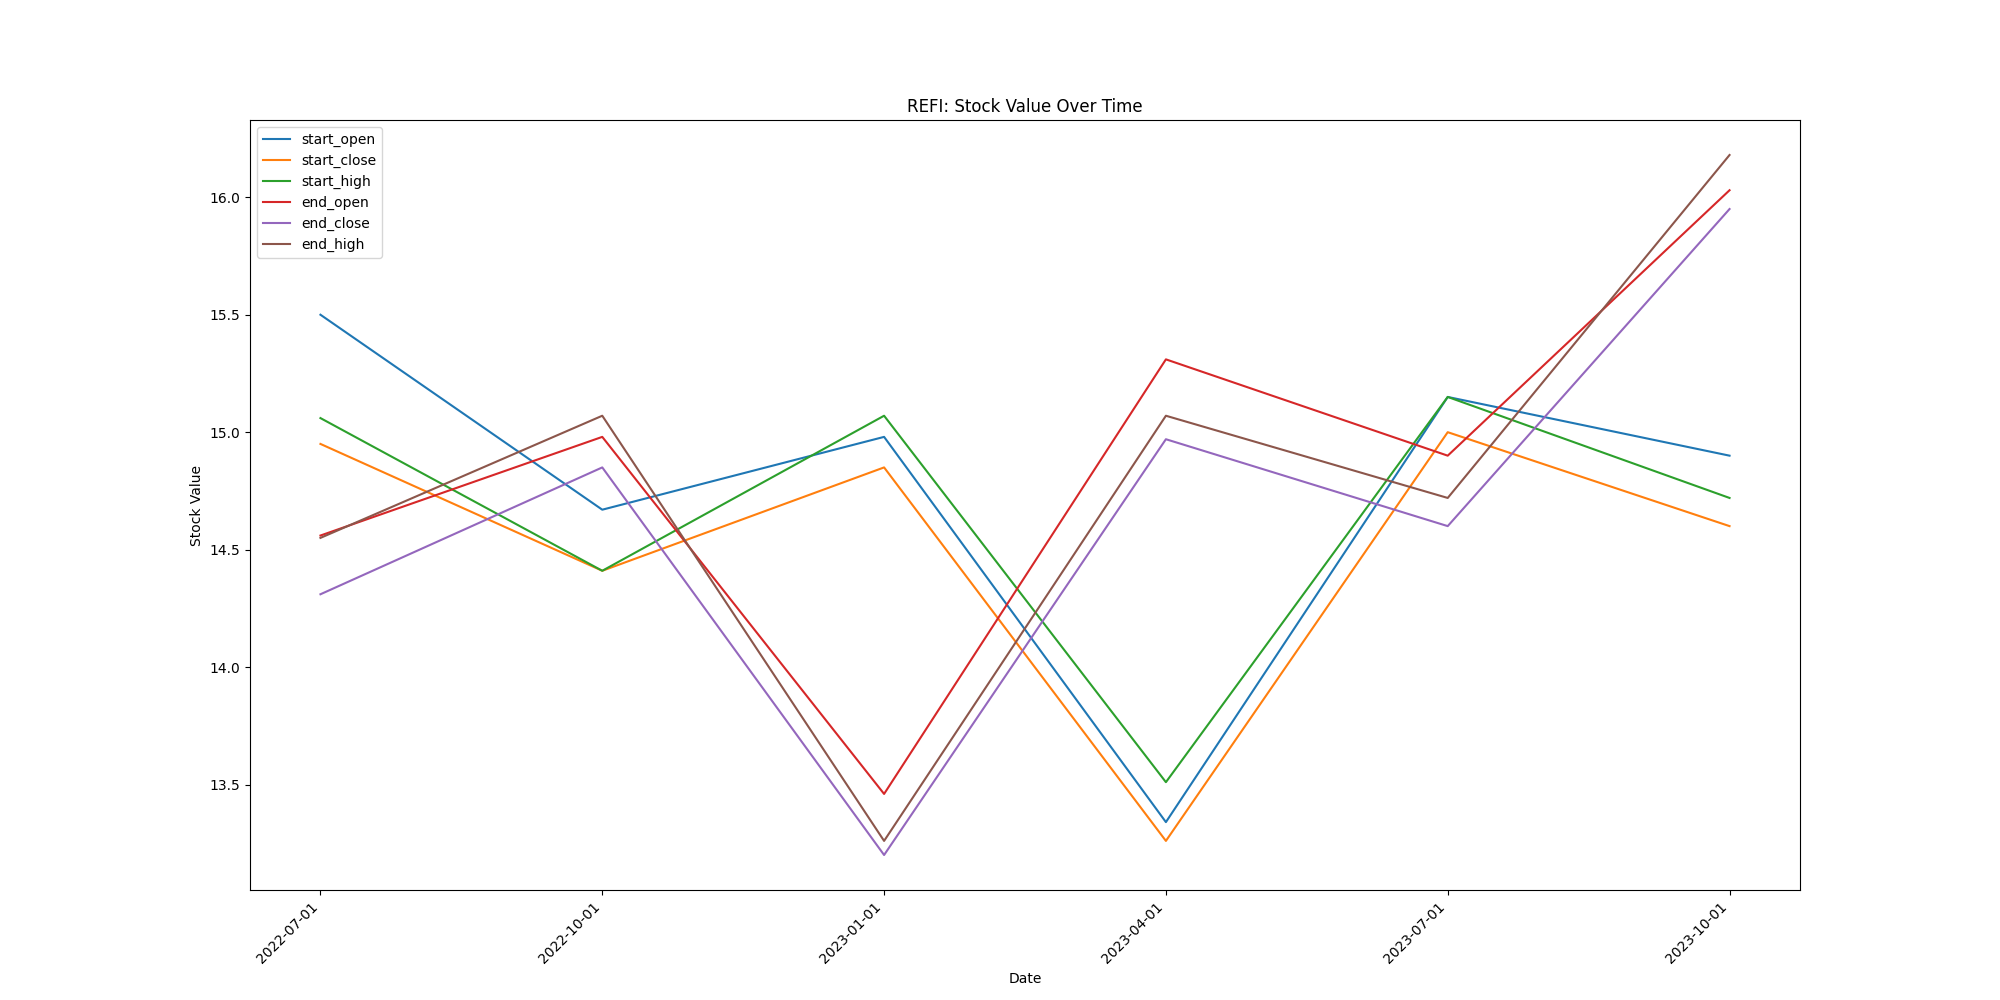 REFI: Stock Value Over Time
start_open
start_close
start_high
end_open
end_close
end_high
16.0
15.5
15.0
14.5
14.0
13.5
Stock Value
2022-07-01
2022-10-01
2023-01-01
2023-04-01
2023-07-01
2023-10-01
Date